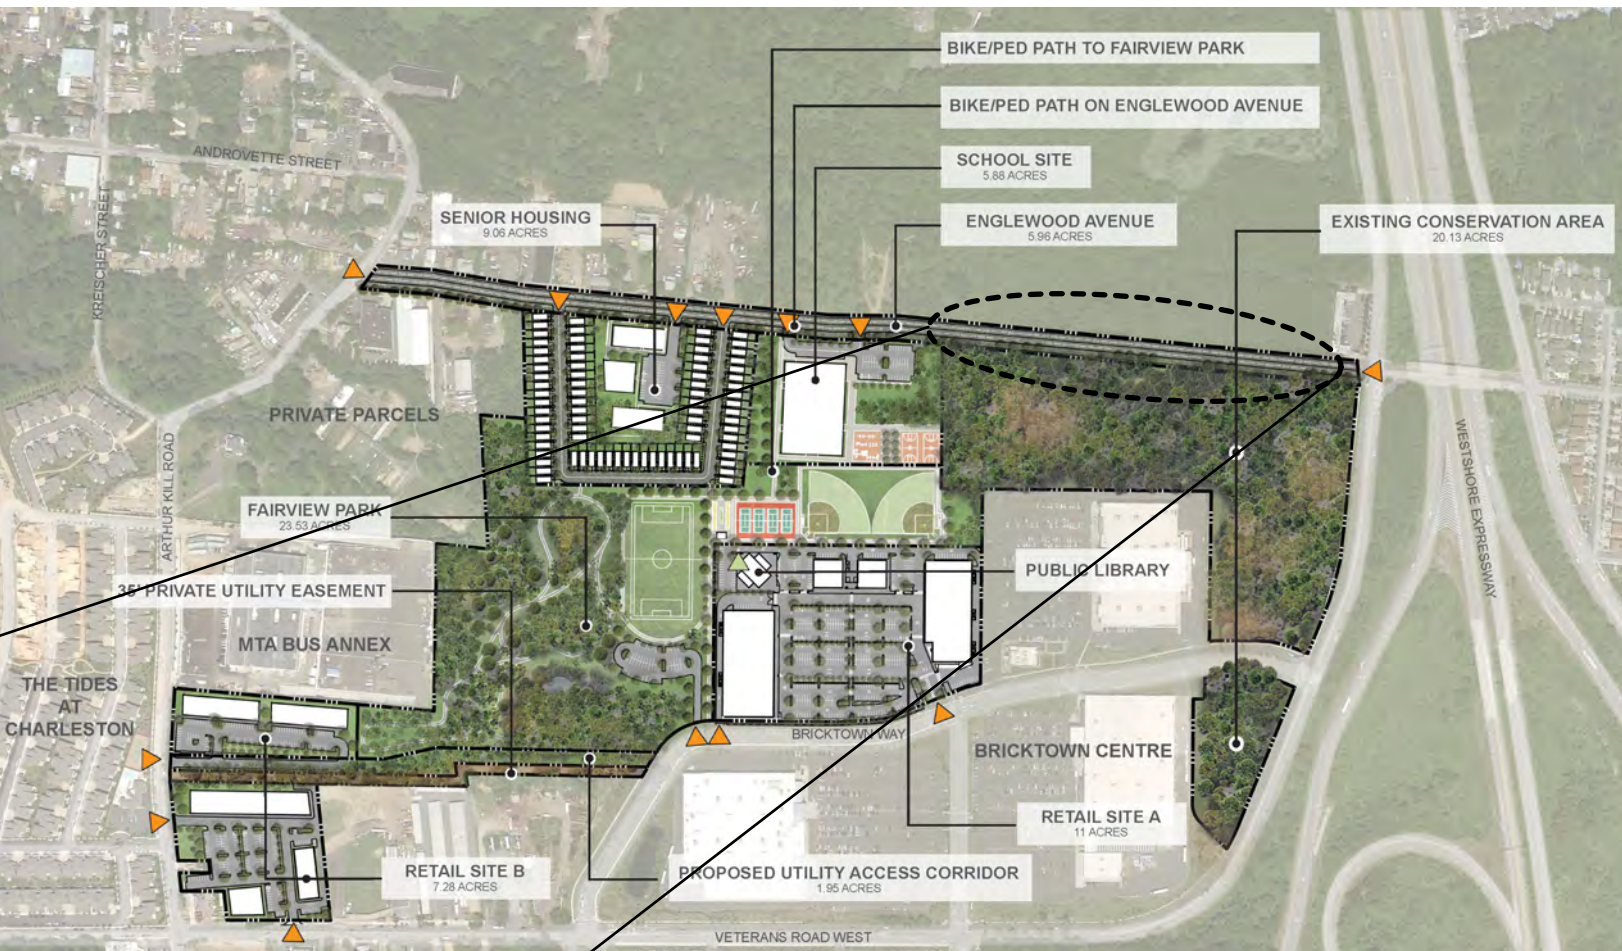 BIKE/PED PATH TO FAIRVIEW PARK
BIKE/PED PATH ON ENGLEWOOD AVENUE
SCHOOL SITE
5.88 ACRES
ANDROVETTE STREET
KREISCHER STREET
SENIOR HOUSING
9.06 ACRES
ENGLEWOOD AVENUE
5.96 ACRES
EXISTING CONSERVATION AREA
20.13 ACRES
PRIVATE PARCELS
ARTHUR KILL ROAD
WESTSHORE EXPRESSWAY
FAIRVIEW PARK
23.53 ACRES
PUBLIC LIBRARY
35' PRIVATE UTILITY EASEMENT
MTA BUS ANNEX
THE TIDES
AT
CHARLESTON
BRICKTOWN WAY
BRICKTOWN CENTRE
RETAIL SITE A
11 ACRES
RETAIL SITE B
7.28 ACRES
PROPOSED UTILITY ACCESS CORRIDOR
1.95 ACRES
VETERANS ROAD WEST